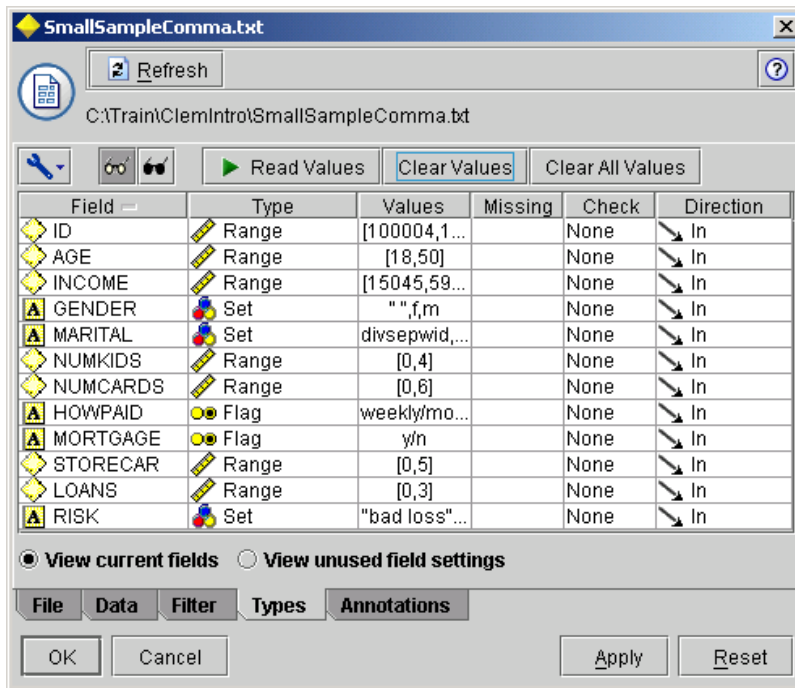 SmallSampleComma.txt
Refresh
C:\Train\ClemIntro\SmallSampleComma.txt
Read Values Clear Values Clear All Values
Field Type Values Missing Check Direction
ID Range [100004,1... None In
AGE Range [18,50] None In
INCOME Range [15045,59... None In
A GENDER Set " ",f,m None In
A MARITAL Set divsepwid,... None In
NUMKIDS Range [0,4] None In
NUMCARDS Range [0,6] None In
A HOWPAID Flag weekly/mo... None In
A MORTGAGE Flag y/n None In
STORECAR Range [0,5] None In
LOANS Range [0,3] None In
A RISK Set "bad loss"... None In
View current fields View unused field settings
File Data Filter Types Annotations
OK Cancel Apply Reset